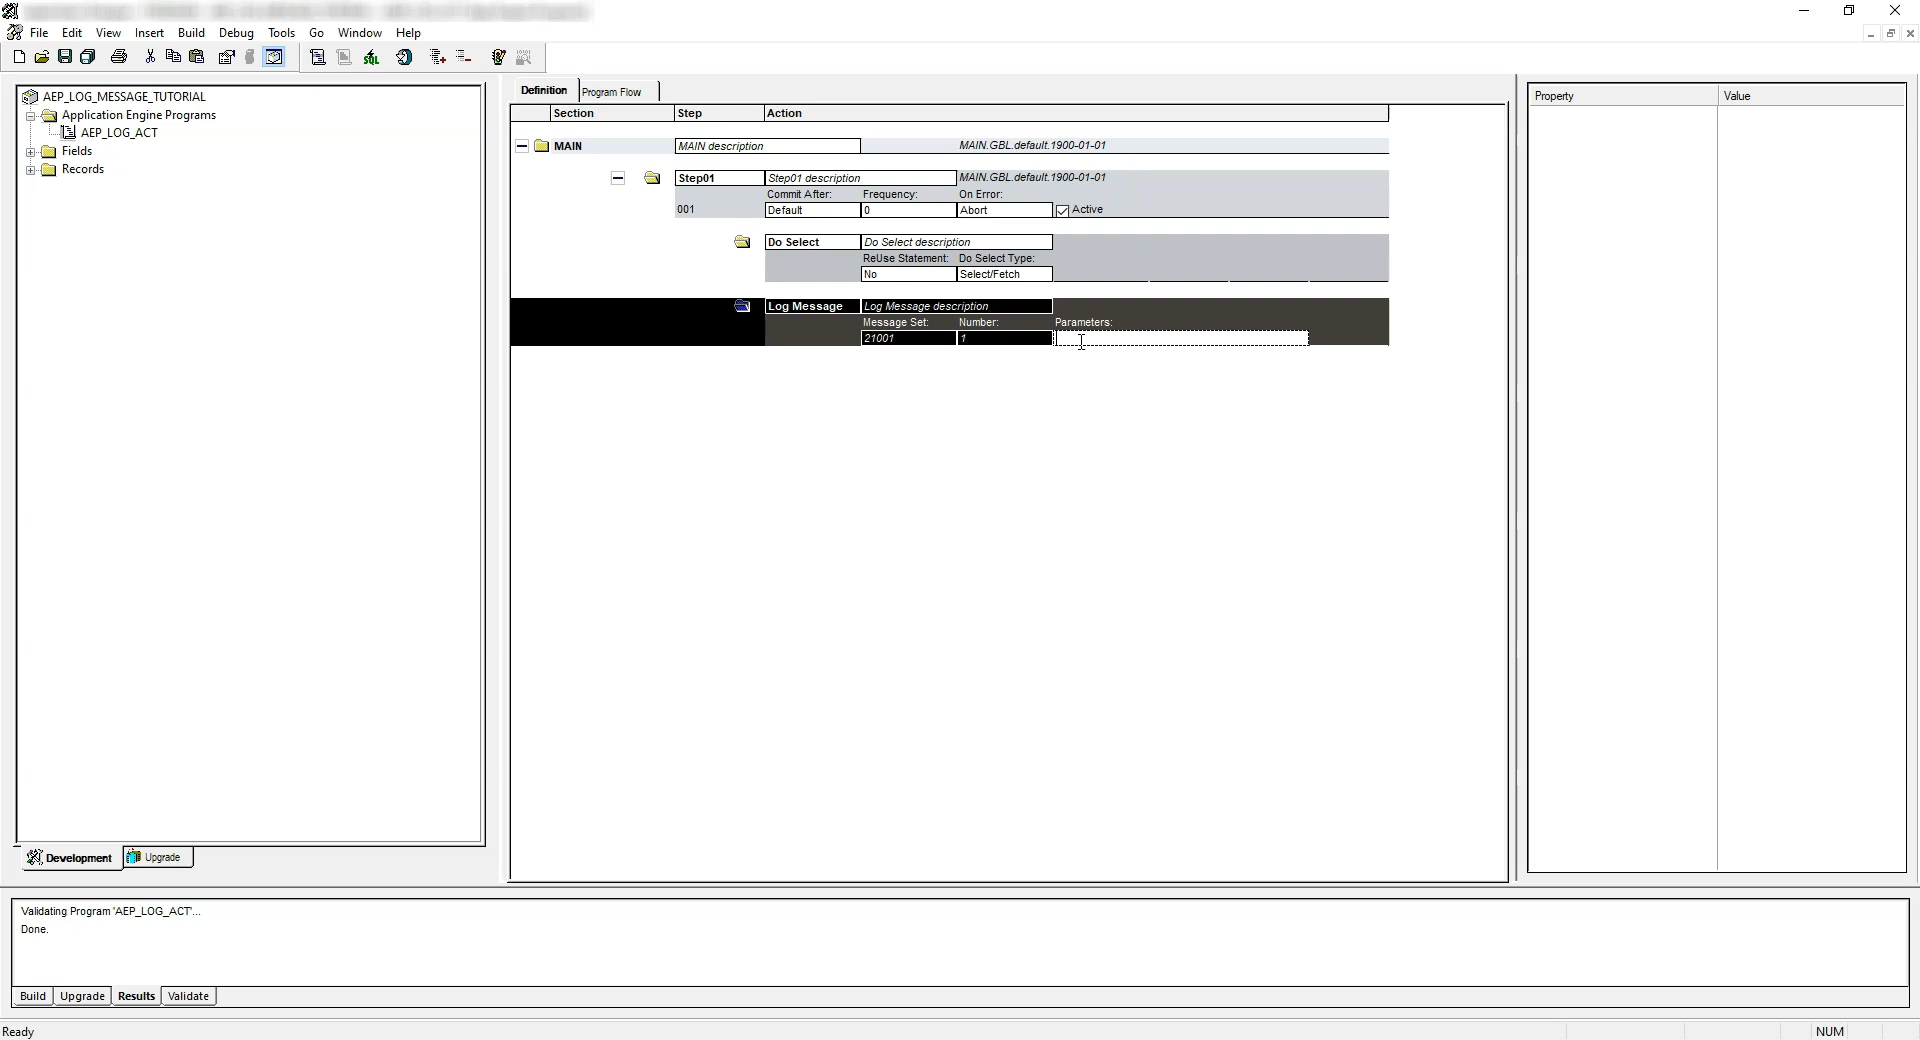 File Edit View Insert Build Debug Tools Go Window Help
AEP_LOG_MESSAGE_TUTORIAL
Application Engine Programs
AEP_LOG_ACT
Fields
Records
Development Upgrade
Definition Program Flow
Section Step Action
MAIN MAIN description MAIN.GBL.default.1900-01-01
Step01 Step01 description MAIN.GBL.default.1900-01-01
Commit After: Frequency: On Error:
001 Default 0 Abort Active
Do Select Do Select description
ReUse Statement: Do Select Type:
No Select/Fetch
Log Message Log Message description
Message Set: Number: Parameters:
21001 1
Property Value
Validating Program 'AEP_LOG_ACT'...
Done.
Build Upgrade Results Validate
Ready NUM